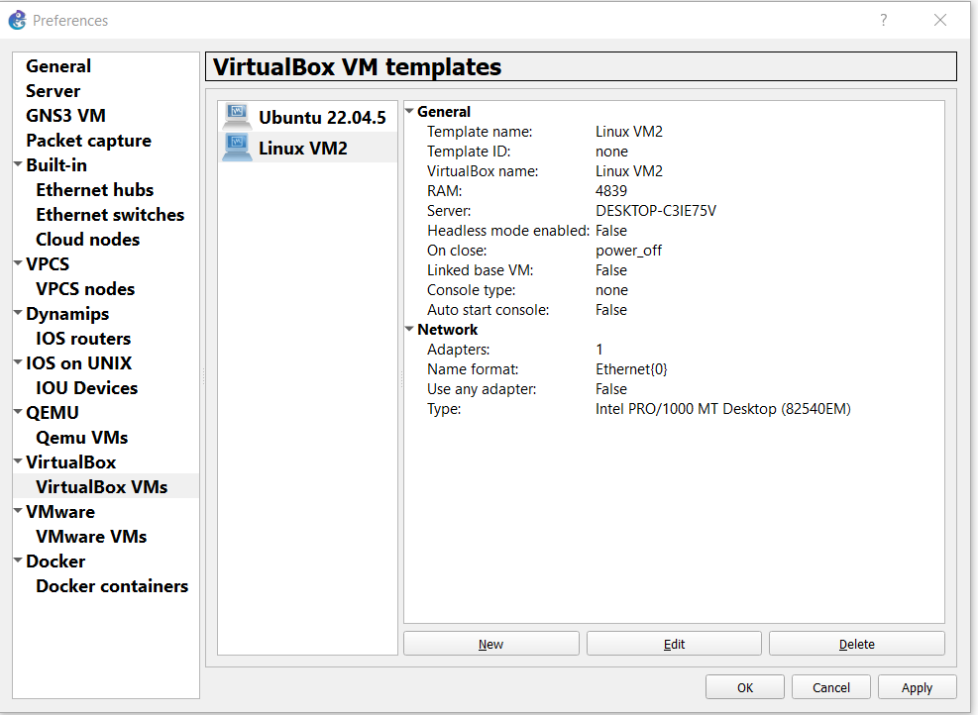 Preferences
?
General
Server
GNS3 VM
Packet capture
Built-in
Ethernet hubs
Ethernet switches
Cloud nodes
VPCS
VPCS nodes
Dynamips
IOS routers
IOS on UNIX
IOU Devices
QEMU
Qemu VMs
VirtualBox
VirtualBox VMs
VMware
VMware VMs
Docker
Docker containers
VirtualBox VM templates
Ubuntu 22.04.5
Linux VM2
General
Template name: Linux VM2
Template ID: none
VirtualBox name: Linux VM2
RAM: 4839
Server: DESKTOP-C3IE75V
Headless mode enabled: False
On close: power_off
Linked base VM: False
Console type: none
Auto start console: False
Network
Adapters: 1
Name format: Ethernet{0}
Use any adapter: False
Type: Intel PRO/1000 MT Desktop (82540EM)
New Edit Delete
OK Cancel Apply